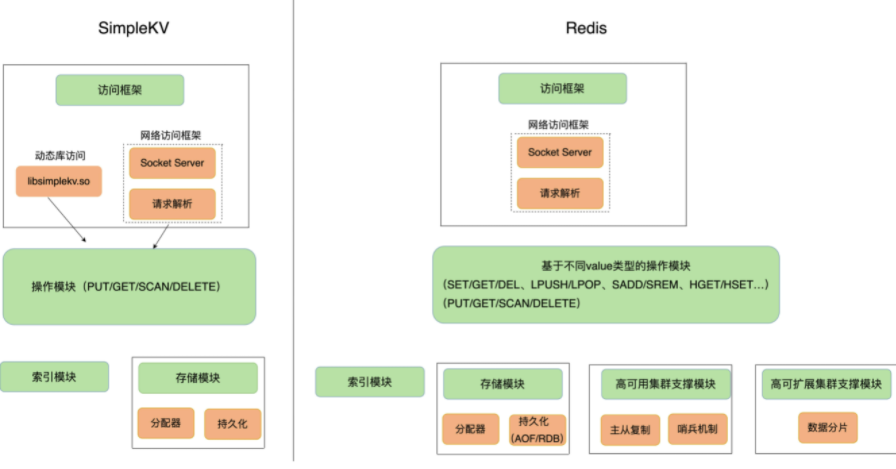 SimpleKV
访问框架
网络访问框架
动态库访问
Socket Server
libsimplekv.so
请求解析
操作模块（PUT/GET/SCAN/DELETE）
索引模块
存储模块
分配器
持久化
Redis
访问框架
网络访问框架
Socket Server
请求解析
基于不同value类型的操作模块
（SET/GET/DEL、LPUSH/LPOP、SADD/SREM、HGET/HSET…）
（PUT/GET/SCAN/DELETE）
索引模块
存储模块
分配器
持久化
(AOF/RDB)
高可用集群支撑模块
主从复制
哨兵机制
高可扩展集群支撑模块
数据分片